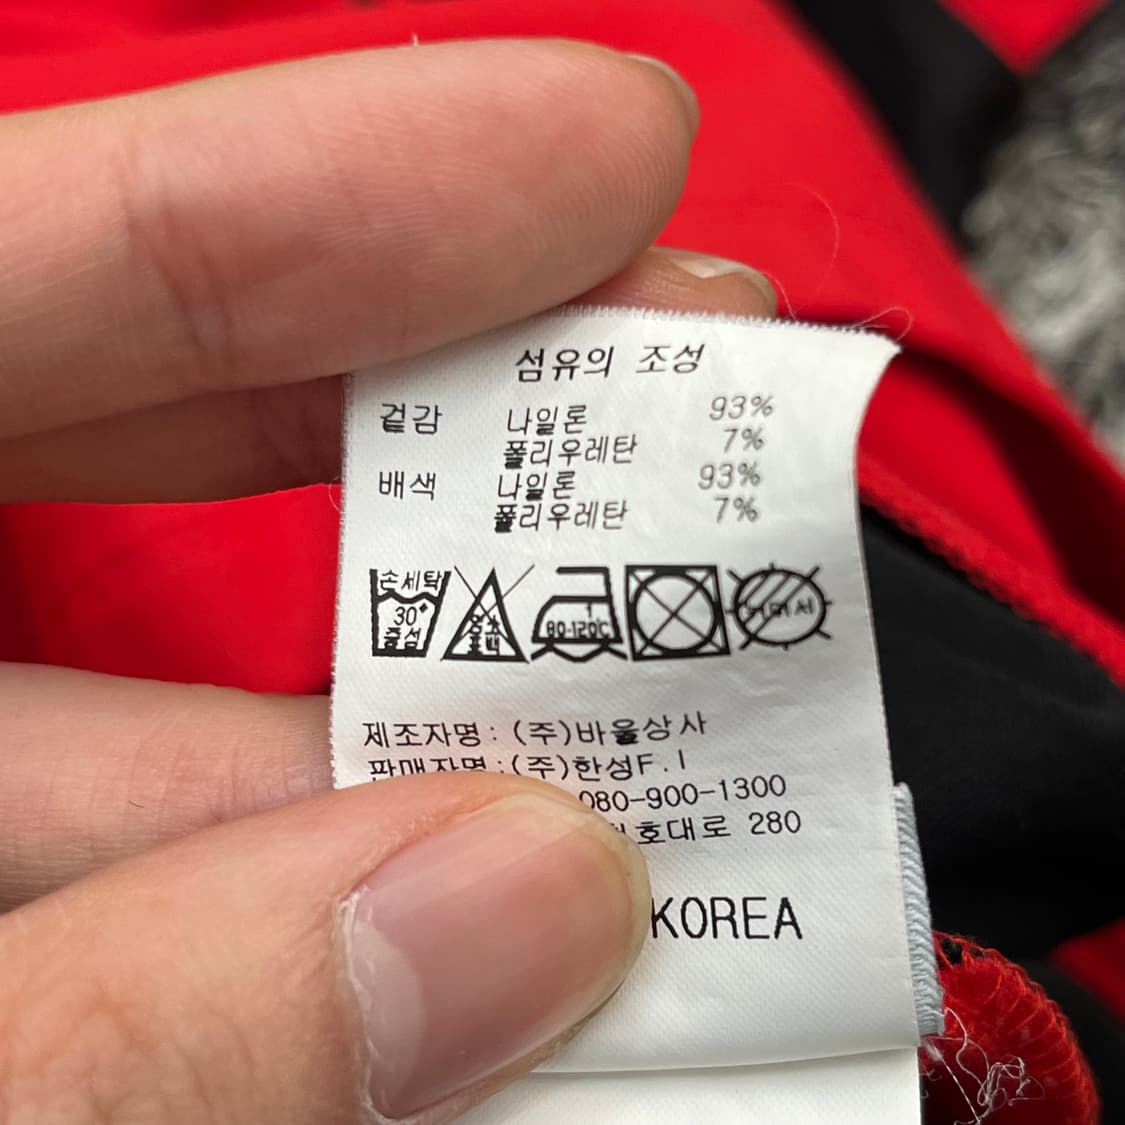 섬유의 조성
겉감 나일론 93%
폴리우레탄 7%
배색 나일론 93%
폴리우레탄 7%
손세탁 30° 중성
80-120℃
제조자명: (주)바울상사
판매자명:(주)한성F.I
080-900-1300
호대로 280
KOREA